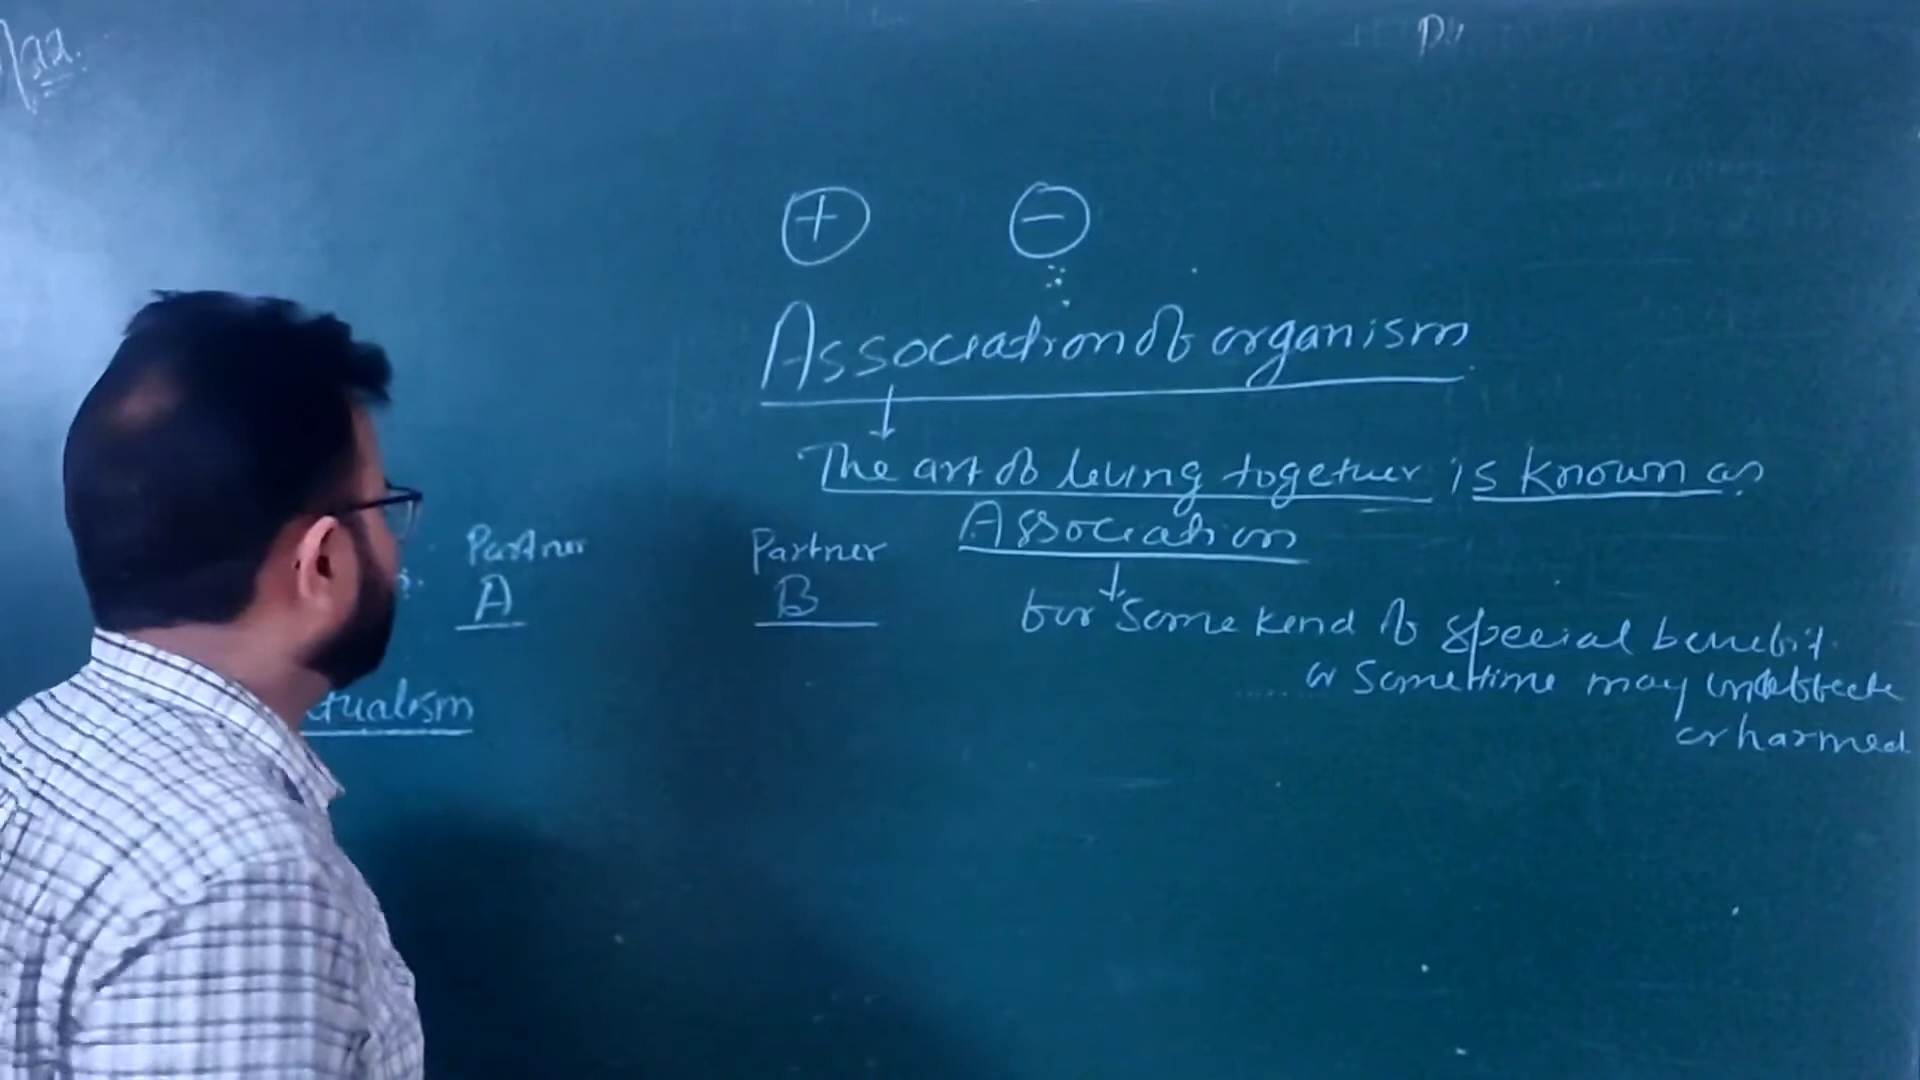 22.
+ −
Association of organism
The art of living together is known as
Association
Partner Partner
A B
for some kind of special benefit.
or sometime may
or harmed
tualism